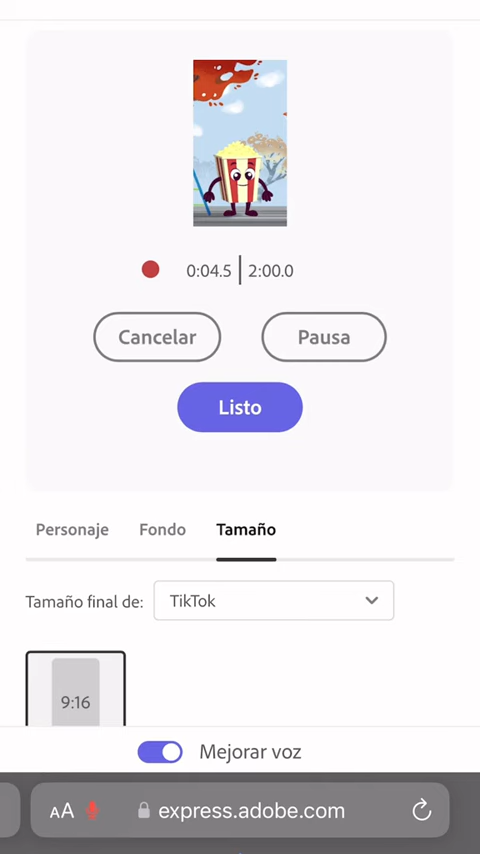 0:04.5 | 2:00.0
Cancelar
Pausa
Listo
Personaje
Fondo
Tamaño
Tamaño final de:
TikTok
9:16
Mejorar voz
AA
express.adobe.com